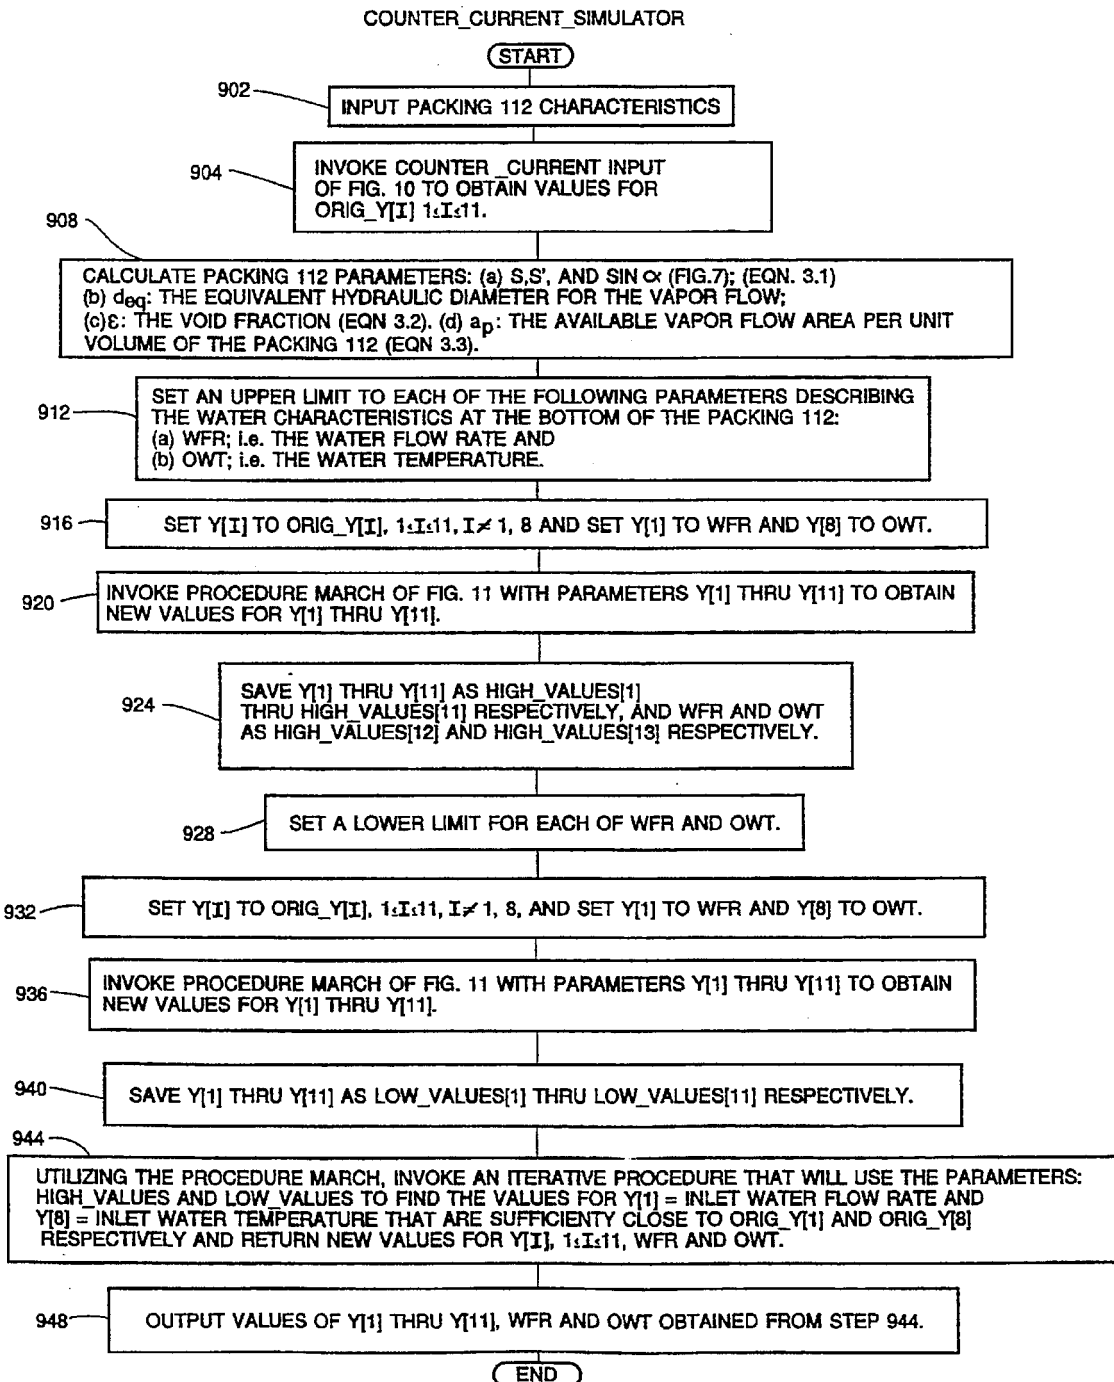 COUNTER_CURRENT_SIMULATOR
START
902
INPUT PACKING 112 CHARACTERISTICS
904
INVOKE COUNTER _CURRENT INPUT
OF FIG. 10 TO OBTAIN VALUES FOR
ORIG_Y[I] 1≤I≤11.
908
CALCULATE PACKING 112 PARAMETERS: (a) S,S', AND SIN ∝ (FIG.7); (EQN. 3.1)
(b) deq: THE EQUIVALENT HYDRAULIC DIAMETER FOR THE VAPOR FLOW;
(c)ε: THE VOID FRACTION (EQN 3.2). (d) ap: THE AVAILABLE VAPOR FLOW AREA PER UNIT
VOLUME OF THE PACKING 112 (EQN 3.3).
912
SET AN UPPER LIMIT TO EACH OF THE FOLLOWING PARAMETERS DESCRIBING
THE WATER CHARACTERISTICS AT THE BOTTOM OF THE PACKING 112:
(a) WFR; i.e. THE WATER FLOW RATE AND
(b) OWT; i.e. THE WATER TEMPERATURE.
916
SET Y[I] TO ORIG_Y[I], 1≤I≤11, I≠ 1, 8 AND SET Y[1] TO WFR AND Y[8] TO OWT.
920
INVOKE PROCEDURE MARCH OF FIG. 11 WITH PARAMETERS Y[1] THRU Y[11] TO OBTAIN
NEW VALUES FOR Y[1] THRU Y[11].
924
SAVE Y[1] THRU Y[11] AS HIGH_VALUES[1]
THRU HIGH_VALUES[11] RESPECTIVELY, AND WFR AND OWT
AS HIGH_VALUES[12] AND HIGH_VALUES[13] RESPECTIVELY.
928
SET A LOWER LIMIT FOR EACH OF WFR AND OWT.
932
SET Y[I] TO ORIG_Y[I], 1≤I≤11, I≠ 1, 8, AND SET Y[1] TO WFR AND Y[8] TO OWT.
936
INVOKE PROCEDURE MARCH OF FIG. 11 WITH PARAMETERS Y[1] THRU Y[11] TO OBTAIN
NEW VALUES FOR Y[1] THRU Y[11].
940
SAVE Y[1] THRU Y[11] AS LOW_VALUES[1] THRU LOW_VALUES[11] RESPECTIVELY.
944
UTILIZING THE PROCEDURE MARCH, INVOKE AN ITERATIVE PROCEDURE THAT WILL USE THE PARAMETERS:
HIGH_VALUES AND LOW_VALUES TO FIND THE VALUES FOR Y[1] = INLET WATER FLOW RATE AND
Y[8] = INLET WATER TEMPERATURE THAT ARE SUFFICIENTY CLOSE TO ORIG_Y[1] AND ORIG_Y[8]
RESPECTIVELY AND RETURN NEW VALUES FOR Y[I], 1≤I≤11, WFR AND OWT.
948
OUTPUT VALUES OF Y[1] THRU Y[11], WFR AND OWT OBTAINED FROM STEP 944.
END